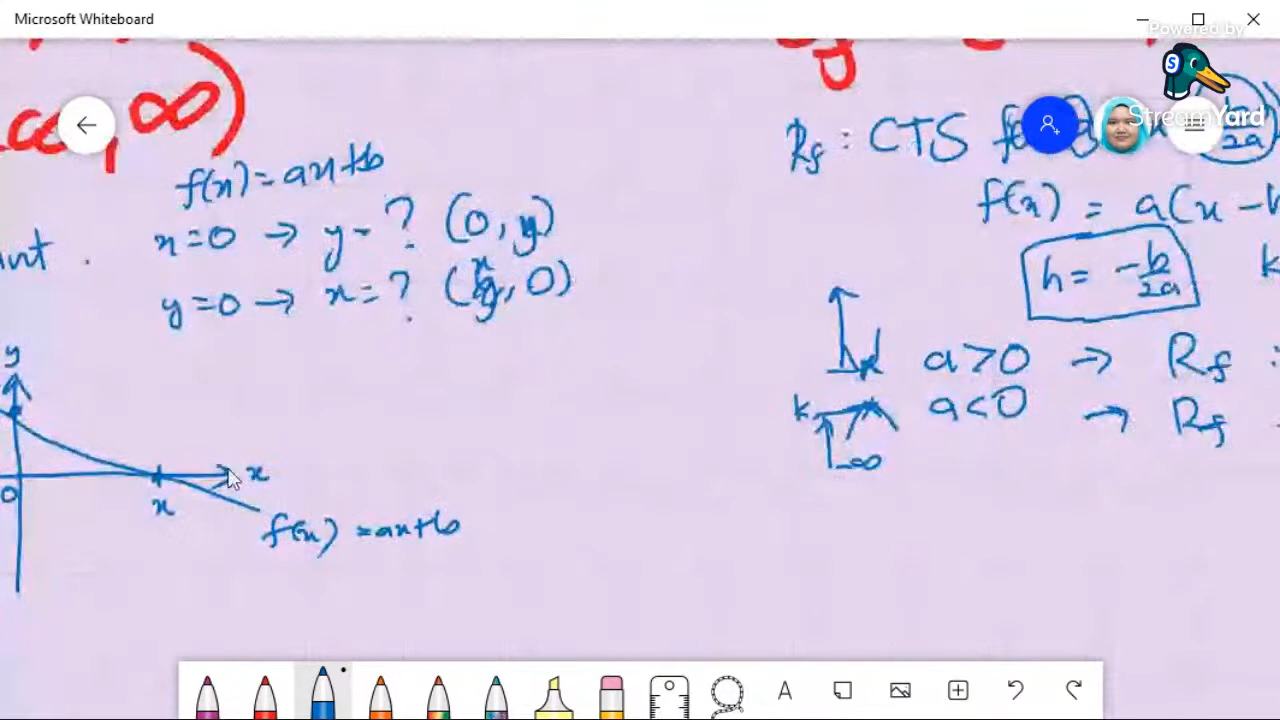 Microsoft Whiteboard
Powered by
StreamYard
∞, ∞)
f(x) = ax+b
x=0 → y=? (0, y)
y=0 → x=? (x, 0)
y
0
x
x
f(x) = ax+b
Rf : CTS
b/2a
f(x) = a(x-h
h = -b/2a
k
a>0 → Rf :
k
a<0 → Rf
-∞
A